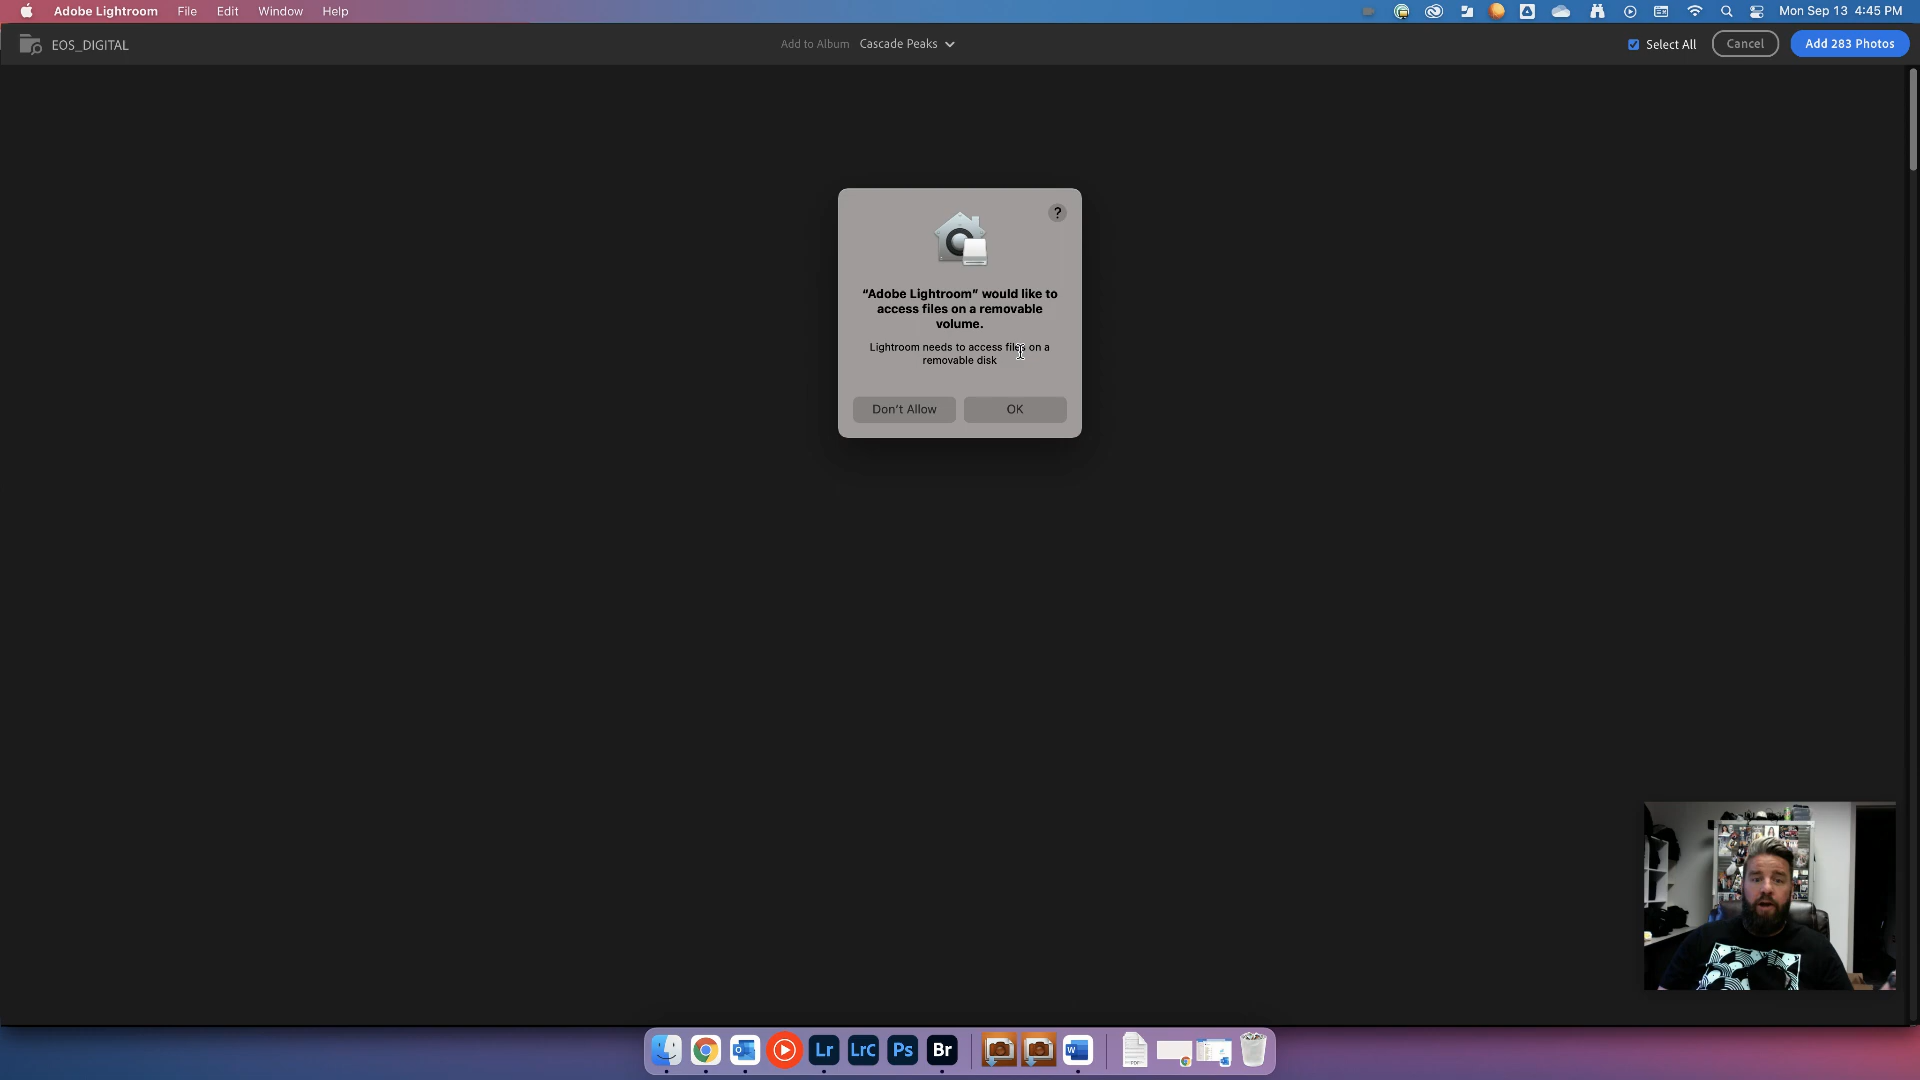 Adobe Lightroom File Edit Window Help Mon Sep 13 4:45 PM
EOS_DIGITAL Add to Album Cascade Peaks Select All Cancel Add 283 Photos
?
“Adobe Lightroom” would like to
access files on a removable
volume.
Lightroom needs to access files on a
removable disk
Don’t Allow OK
Lr LrC Ps Br W PDF